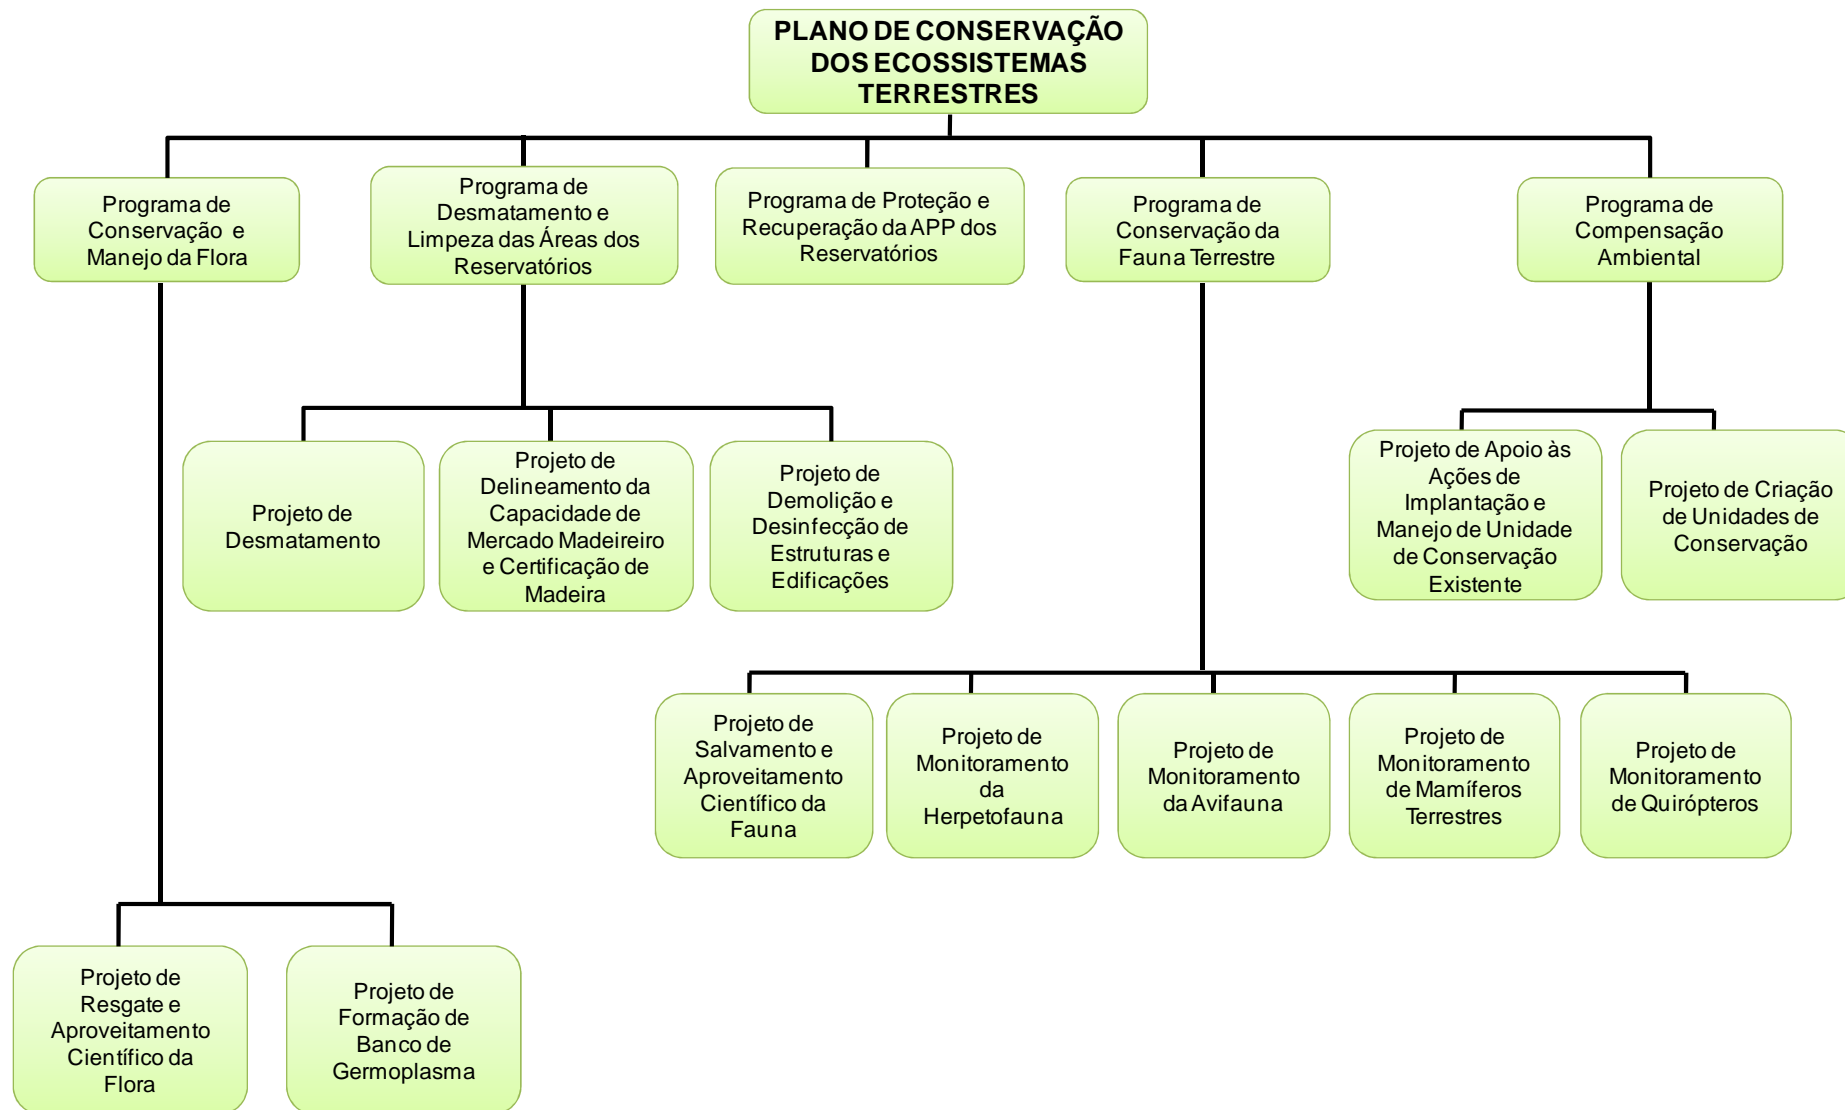 PLANO DE CONSERVAÇÃO
DOS ECOSSISTEMAS
TERRESTRES
Programa de
Conservação e
Manejo da Flora
Programa de
Desmatamento e
Limpeza das Áreas dos
Reservatórios
Programa de Proteção e
Recuperação da APP dos
Reservatórios
Programa de
Conservação da
Fauna Terrestre
Programa de
Compensação
Ambiental
Projeto de
Desmatamento
Projeto de
Delineamento da
Capacidade de
Mercado Madeireiro
e Certificação de
Madeira
Projeto de
Demolição e
Desinfecção de
Estruturas e
Edificações
Projeto de Apoio às
Ações de
Implantação e
Manejo de Unidade
de Conservação
Existente
Projeto de Criação
de Unidades de
Conservação
Projeto de
Salvamento e
Aproveitamento
Científico da
Fauna
Projeto de
Monitoramento
da
Herpetofauna
Projeto de
Monitoramento
da Avifauna
Projeto de
Monitoramento
de Mamíferos
Terrestres
Projeto de
Monitoramento
de Quirópteros
Projeto de
Resgate e
Aproveitamento
Científico da
Flora
Projeto de
Formação de
Banco de
Germoplasma